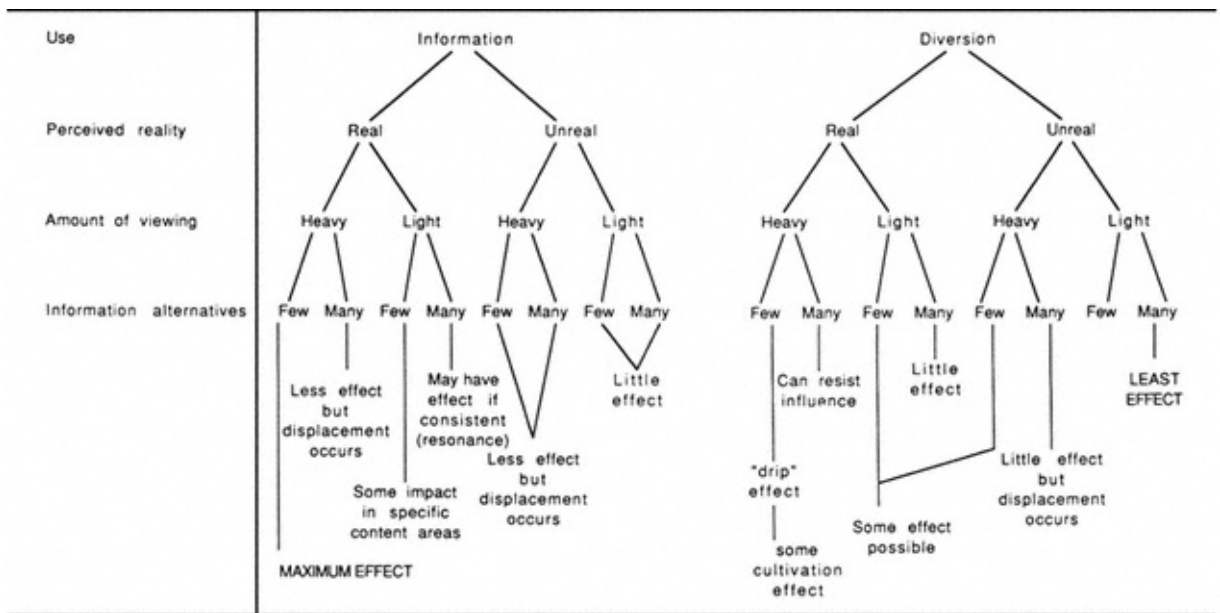 Use Information Diversion
Perceived reality Real Unreal Real Unreal
Amount of viewing Heavy Light Heavy Light Heavy Light Heavy Light
Information alternatives Few Many Few Many Few Many Few Many Few Many Few Many Few Many Few Many
Less effect
but
displacement
occurs
May have
effect if
consistent
(resonance)
Little
effect
Can resist
influence
Little
effect
LEAST
EFFECT
Some impact
in specific
content areas
Less effect
but
displacement
occurs
"drip"
effect
Little effect
but
displacement
occurs
MAXIMUM EFFECT
some
cultivation
effect
Some effect
possible